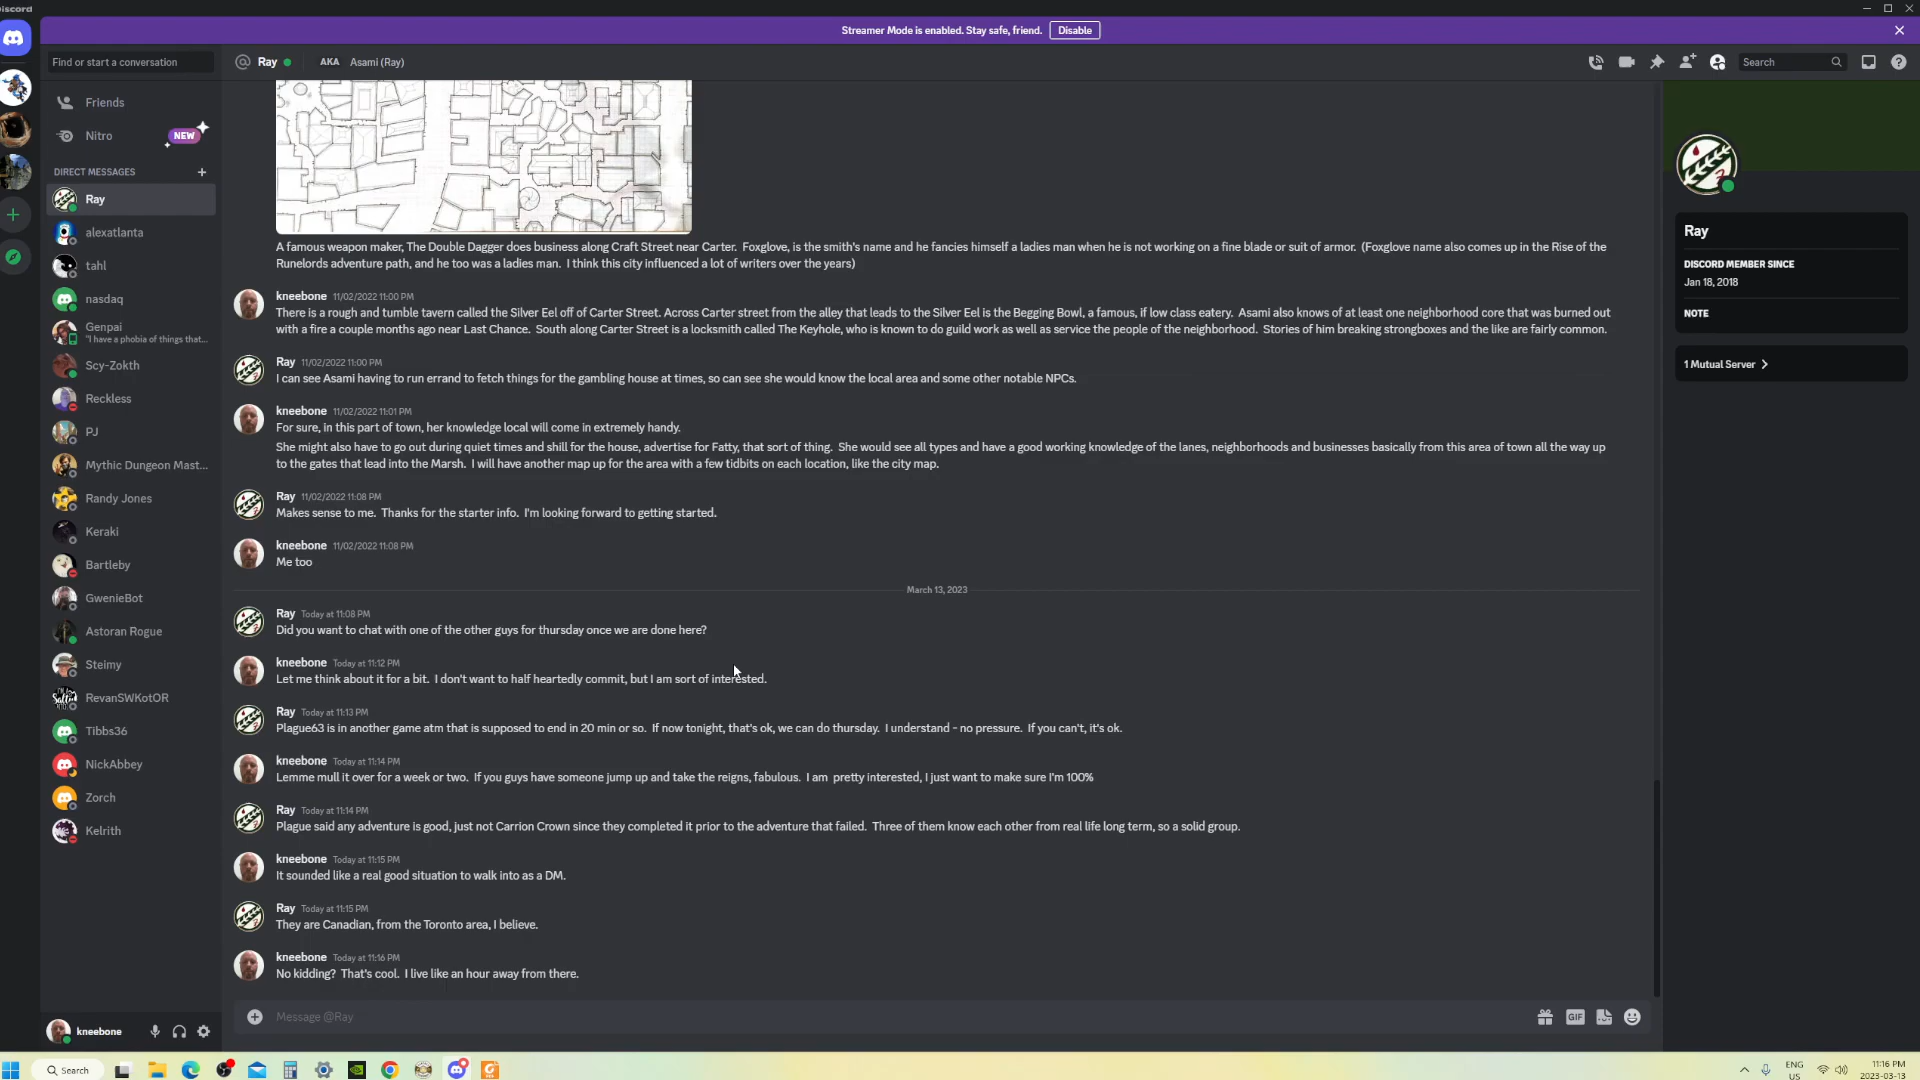 Discord
Streamer Mode is enabled. Stay safe, friend. Disable
Find or start a conversation
Ray AKA Asami (Ray)
Search
Friends
Nitro NEW
DIRECT MESSAGES
Ray
alexatlanta
tahl
nasdaq
Genpai
"I have a phobia of things that...
Scy-Zokth
Reckless
PJ
Mythic Dungeon Mast...
Randy Jones
Keraki
Bartleby
GwenieBot
Astoran Rogue
Steimy
RevanSWKotOR
Tibbs36
NickAbbey
Zorch
Kelrith
kneebone
A famous weapon maker, The Double Dagger does business along Craft Street near Carter. Foxglove, is the smith's name and he fancies himself a ladies man when he is not working on a fine blade or suit of armor. (Foxglove name also comes up in the Rise of the
Runelords adventure path, and he too was a ladies man. I think this city influenced a lot of writers over the years)
kneebone 11/02/2022 11:00 PM
There is a rough and tumble tavern called the Silver Eel off of Carter Street. Across Carter street from the alley that leads to the Silver Eel is the Begging Bowl, a famous, if low class eatery. Asami also knows of at least one neighborhood core that was burned out
with a fire a couple months ago near Last Chance. South along Carter Street is a locksmith called The Keyhole, who is known to do guild work as well as service the people of the neighborhood. Stories of him breaking strongboxes and the like are fairly common.
Ray 11/02/2022 11:00 PM
I can see Asami having to run errand to fetch things for the gambling house at times, so can see she would know the local area and some other notable NPCs.
kneebone 11/02/2022 11:01 PM
For sure, in this part of town, her knowledge local will come in extremely handy.
She might also have to go out during quiet times and shill for the house, advertise for Fatty, that sort of thing. She would see all types and have a good working knowledge of the lanes, neighborhoods and businesses basically from this area of town all the way up
to the gates that lead into the Marsh. I will have another map up for the area with a few tidbits on each location, like the city map.
Ray 11/02/2022 11:08 PM
Makes sense to me. Thanks for the starter info. I'm looking forward to getting started.
kneebone 11/02/2022 11:08 PM
Me too
March 13, 2023
Ray Today at 11:08 PM
Did you want to chat with one of the other guys for thursday once we are done here?
kneebone Today at 11:12 PM
Let me think about it for a bit. I don't want to half heartedly commit, but I am sort of interested.
Ray Today at 11:13 PM
Plague63 is in another game atm that is supposed to end in 20 min or so. If now tonight, that's ok, we can do thursday. I understand - no pressure. If you can't, it's ok.
kneebone Today at 11:14 PM
Lemme mull it over for a week or two. If you guys have someone jump up and take the reigns, fabulous. I am pretty interested, I just want to make sure I'm 100%
Ray Today at 11:14 PM
Plague said any adventure is good, just not Carrion Crown since they completed it prior to the adventure that failed. Three of them know each other from real life long term, so a solid group.
kneebone Today at 11:15 PM
It sounded like a real good situation to walk into as a DM.
Ray Today at 11:15 PM
They are Canadian, from the Toronto area, I believe.
kneebone Today at 11:16 PM
No kidding? That's cool. I live like an hour away from there.
Message @Ray
GIF
Ray
DISCORD MEMBER SINCE
Jan 18, 2018
NOTE
1 Mutual Server
Search
ENG
US
11:16 PM
2023-03-13